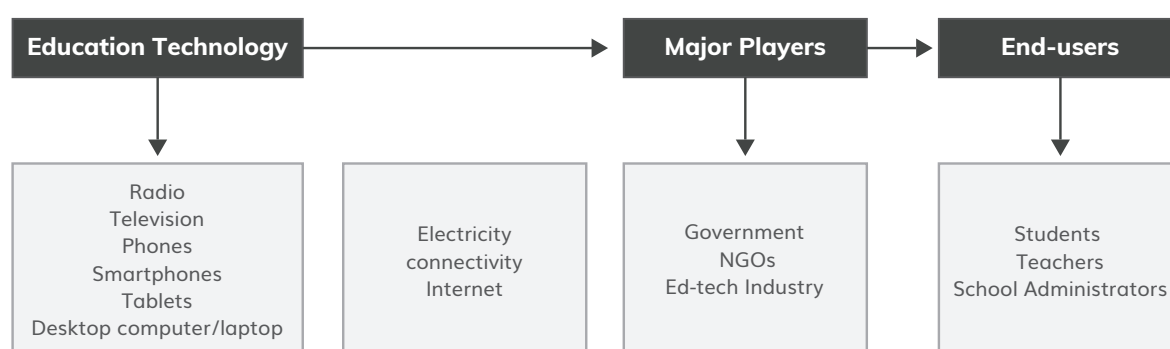 Education Technology
Major Players
End-users
Radio
Television
Phones
Smartphones
Tablets
Desktop computer/laptop
Electricity
connectivity
Internet
Government
NGOs
Ed-tech Industry
Students
Teachers
School Administrators